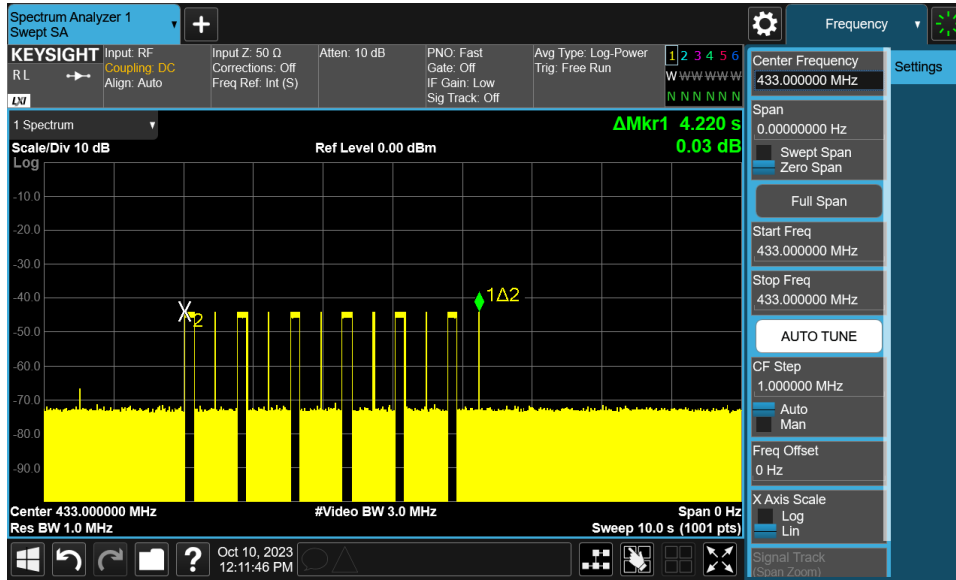 Spectrum Analyzer 1
Swept SA
+
Frequency
KEYSIGHT
R L
LXI
Input: RF
Coupling: DC
Align: Auto
Input Z: 50 Ω
Corrections: Off
Freq Ref: Int (S)
Atten: 10 dB
PNO: Fast
Gate: Off
IF Gain: Low
Sig Track: Off
Avg Type: Log-Power
Trig: Free Run
1 2 3 4 5 6
W W W W W W
N N N N N N
1 Spectrum
ΔMkr1 4.220 s
0.03 dB
Scale/Div 10 dB
Ref Level 0.00 dBm
Log
-10.0
-20.0
-30.0
-40.0
-50.0
-60.0
-70.0
-80.0
-90.0
X2
1Δ2
Center 433.000000 MHz
#Video BW 3.0 MHz
Span 0 Hz
Res BW 1.0 MHz
Sweep 10.0 s (1001 pts)
?
Oct 10, 2023
12:11:46 PM
Settings
Center Frequency
433.000000 MHz
Span
0.00000000 Hz
Swept Span
Zero Span
Full Span
Start Freq
433.000000 MHz
Stop Freq
433.000000 MHz
AUTO TUNE
CF Step
1.000000 MHz
Auto
Man
Freq Offset
0 Hz
X Axis Scale
Log
Lin
Signal Track
(Span Zoom)